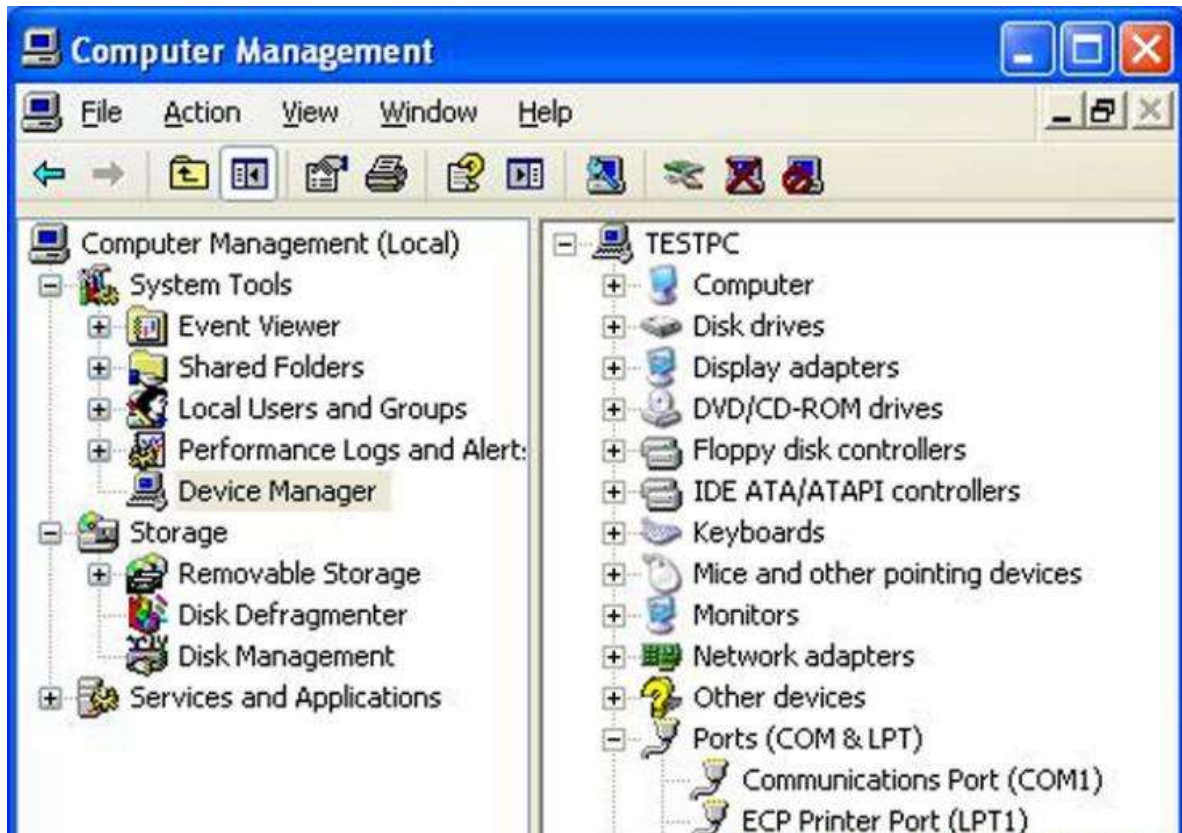 Computer Management
File Action View Window Help
Computer Management (Local)
System Tools
Event Viewer
Shared Folders
Local Users and Groups
Performance Logs and Alert:
Device Manager
Storage
Removable Storage
Disk Defragmenter
Disk Management
Services and Applications
TESTPC
Computer
Disk drives
Display adapters
DVD/CD-ROM drives
Floppy disk controllers
IDE ATA/ATAPI controllers
Keyboards
Mice and other pointing devices
Monitors
Network adapters
Other devices
Ports (COM & LPT)
Communications Port (COM1)
ECP Printer Port (LPT1)